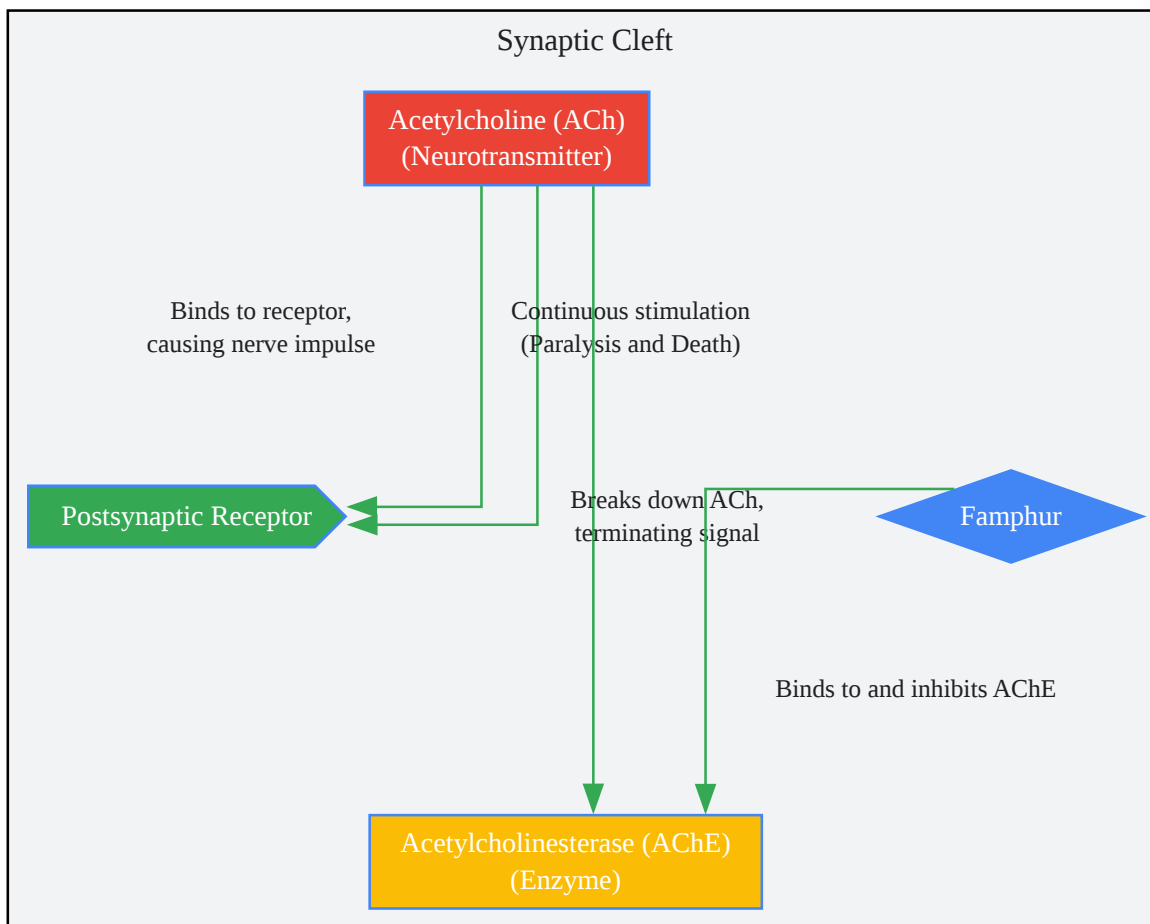 Synaptic Cleft
Acetylcholine (ACh)
(Neurotransmitter)
Binds to receptor,
causing nerve impulse
Continuous stimulation
(Paralysis and Death)
Postsynaptic Receptor
Breaks down ACh,
terminating signal
Famphur
Binds to and inhibits AChE
Acetylcholinesterase (AChE)
(Enzyme)